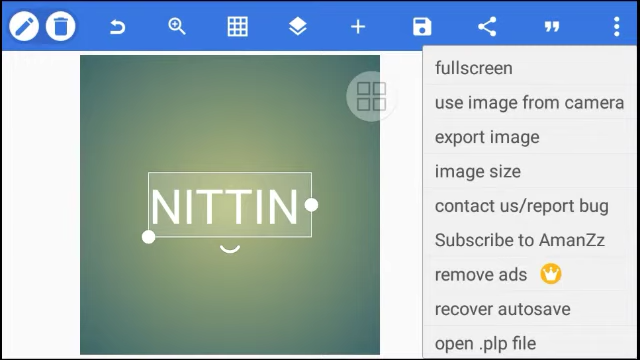 NITTIN
fullscreen
use image from camera
export image
image size
contact us/report bug
Subscribe to AmanZz
remove ads
recover autosave
open .plp file